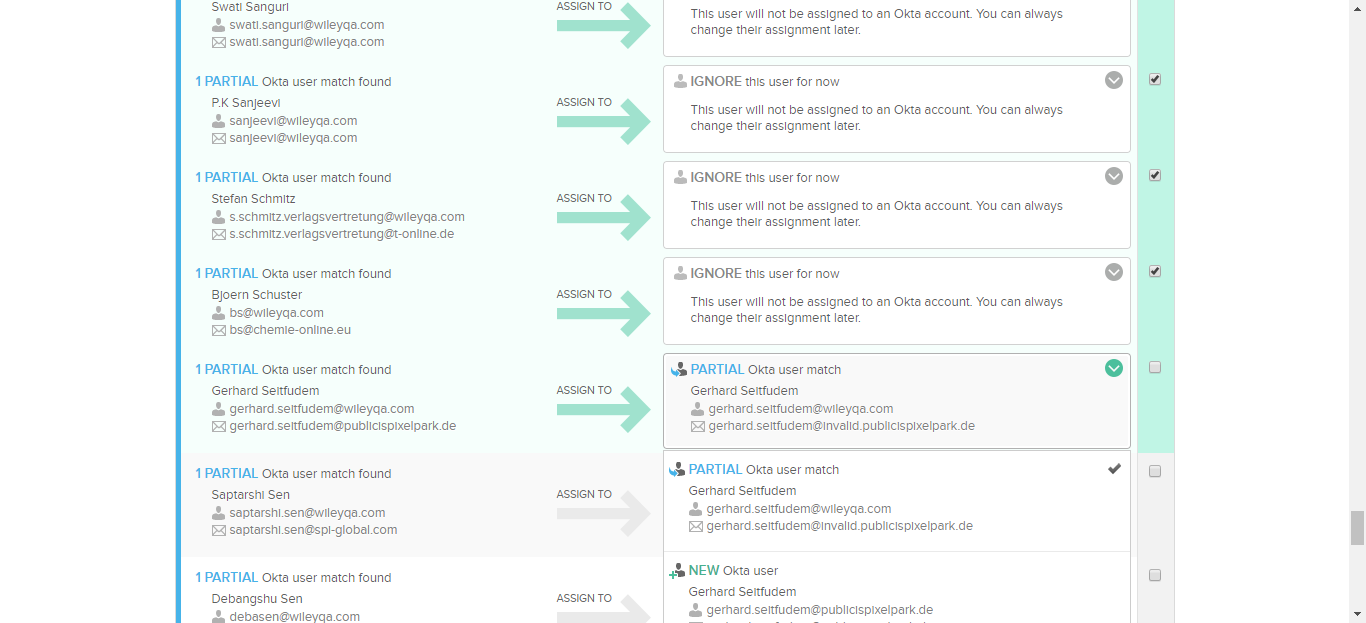 Swati Sanguri
swati.sanguri@wileyqa.com
swati.sanguri@wileyqa.com
ASSIGN TO
This user will not be assigned to an Okta account. You can always
change their assignment later.
1 PARTIAL Okta user match found
P.K Sanjeevi
sanjeevi@wileyqa.com
sanjeevi@wileyqa.com
ASSIGN TO
IGNORE this user for now
This user will not be assigned to an Okta account. You can always
change their assignment later.
1 PARTIAL Okta user match found
Stefan Schmitz
s.schmitz.verlagsvertretung@wileyqa.com
s.schmitz.verlagsvertretung@t-online.de
ASSIGN TO
IGNORE this user for now
This user will not be assigned to an Okta account. You can always
change their assignment later.
1 PARTIAL Okta user match found
Bjoern Schuster
bs@wileyqa.com
bs@chemie-online.eu
ASSIGN TO
IGNORE this user for now
This user will not be assigned to an Okta account. You can always
change their assignment later.
1 PARTIAL Okta user match found
Gerhard Seitfudem
gerhard.seitfudem@wileyqa.com
gerhard.seitfudem@publicispixelpark.de
ASSIGN TO
PARTIAL Okta user match
Gerhard Seitfudem
gerhard.seitfudem@wileyqa.com
gerhard.seitfudem@invalid.publicispixelpark.de
1 PARTIAL Okta user match found
Saptarshi Sen
saptarshi.sen@wileyqa.com
saptarshi.sen@spi-global.com
ASSIGN TO
PARTIAL Okta user match
Gerhard Seitfudem
gerhard.seitfudem@wileyqa.com
gerhard.seitfudem@invalid.publicispixelpark.de
1 PARTIAL Okta user match found
Debangshu Sen
debasen@wileyqa.com
ASSIGN TO
NEW Okta user
Gerhard Seitfudem
gerhard.seitfudem@publicispixelpark.de